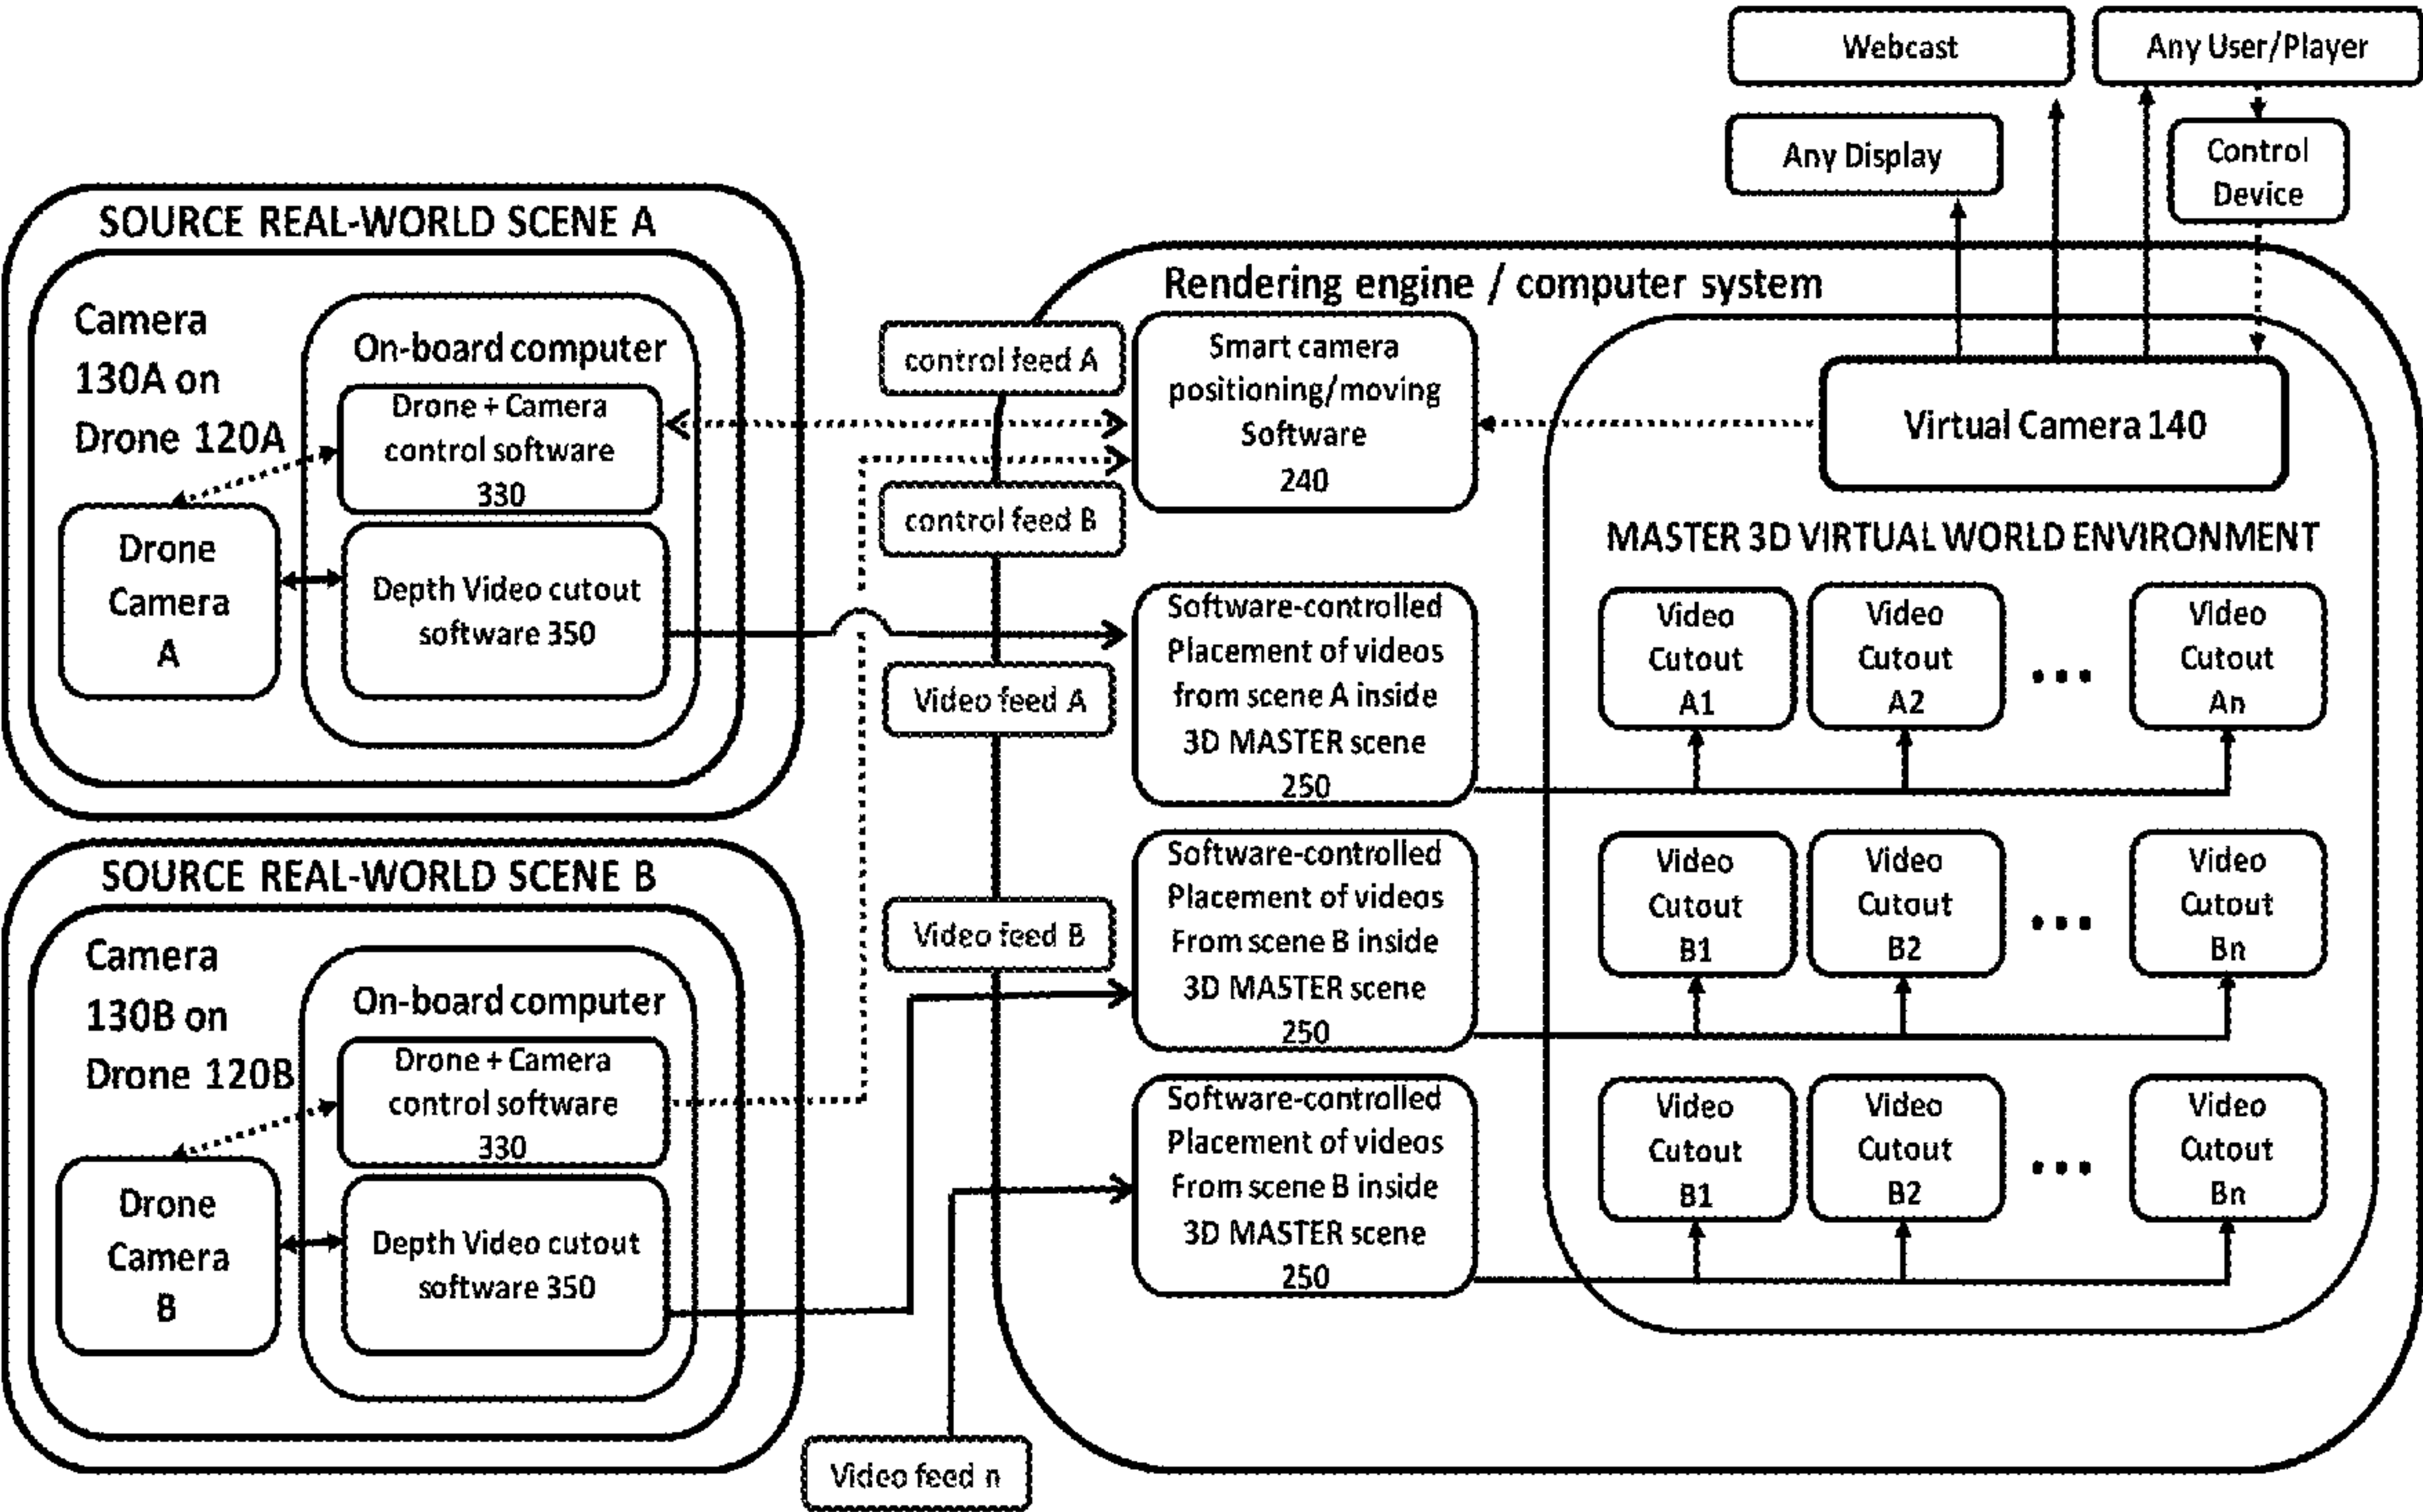 Webcast
Any User/Player
Any Display
Control
Device
SOURCE REAL-WORLD SCENE A
Camera
130A on
Drone 120A
On-board computer
Drone + Camera
control software
330
Drone
Camera
A
Depth Video cutout
software 350
SOURCE REAL-WORLD SCENE B
Camera
130B on
Drone 120B
On-board computer
Drone + Camera
control software
330
Drone
Camera
B
Depth Video cutout
software 350
control feed A
control feed B
Video feed A
Video feed B
Video feed n
Rendering engine / computer system
Smart camera
positioning/moving
Software
240
Software-controlled
Placement of videos
from scene A inside
3D MASTER scene
250
Software-controlled
Placement of videos
From scene B inside
3D MASTER scene
250
Software-controlled
Placement of videos
From scene B inside
3D MASTER scene
250
Virtual Camera 140
MASTER 3D VIRTUAL WORLD ENVIRONMENT
Video
Cutout
A1
Video
Cutout
A2
...
Video
Cutout
An
Video
Cutout
B1
Video
Cutout
B2
...
Video
Cutout
Bn
Video
Cutout
B1
Video
Cutout
B2
...
Video
Cutout
Bn